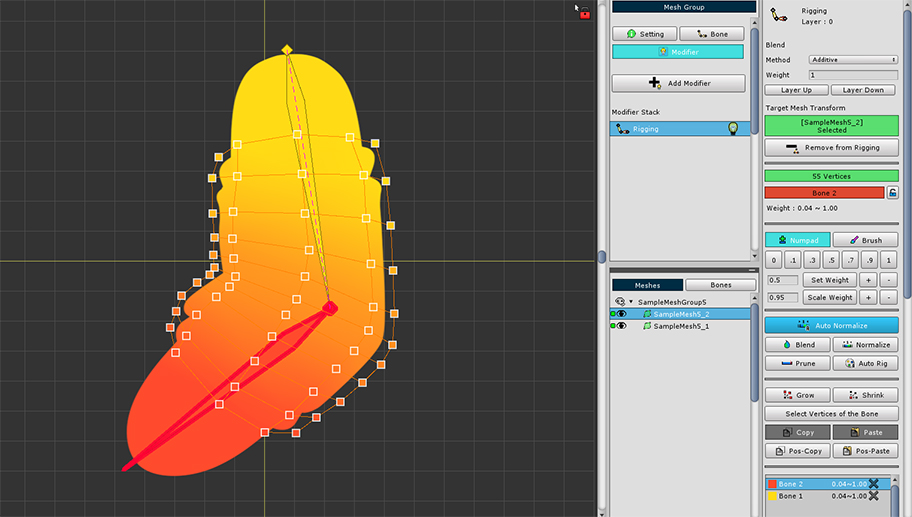 Mesh Group
Setting
Bone
Modifier
Add Modifier
Modifier Stack
Rigging
Meshes
Bones
SampleMeshGroup5
SampleMesh5_2
SampleMesh5_1
Rigging
Layer : 0
Blend
Method
Additive
Weight
1
Layer Up
Layer Down
Target Mesh Transform
[SampleMesh5_2]
Selected
Remove from Rigging
55 Vertices
Bone 2
Weight : 0.04 ~ 1.00
Numpad
Brush
0 .1 .3 .5 .7 .9 1
0.5 Set Weight + -
0.95 Scale Weight + -
Auto Normalize
Blend
Normalize
Prune
Auto Rig
Grow
Shrink
Select Vertices of the Bone
Copy
Paste
Pos-Copy
Pos-Paste
Bone 2 0.04~1.00
Bone 1 0.04~1.00